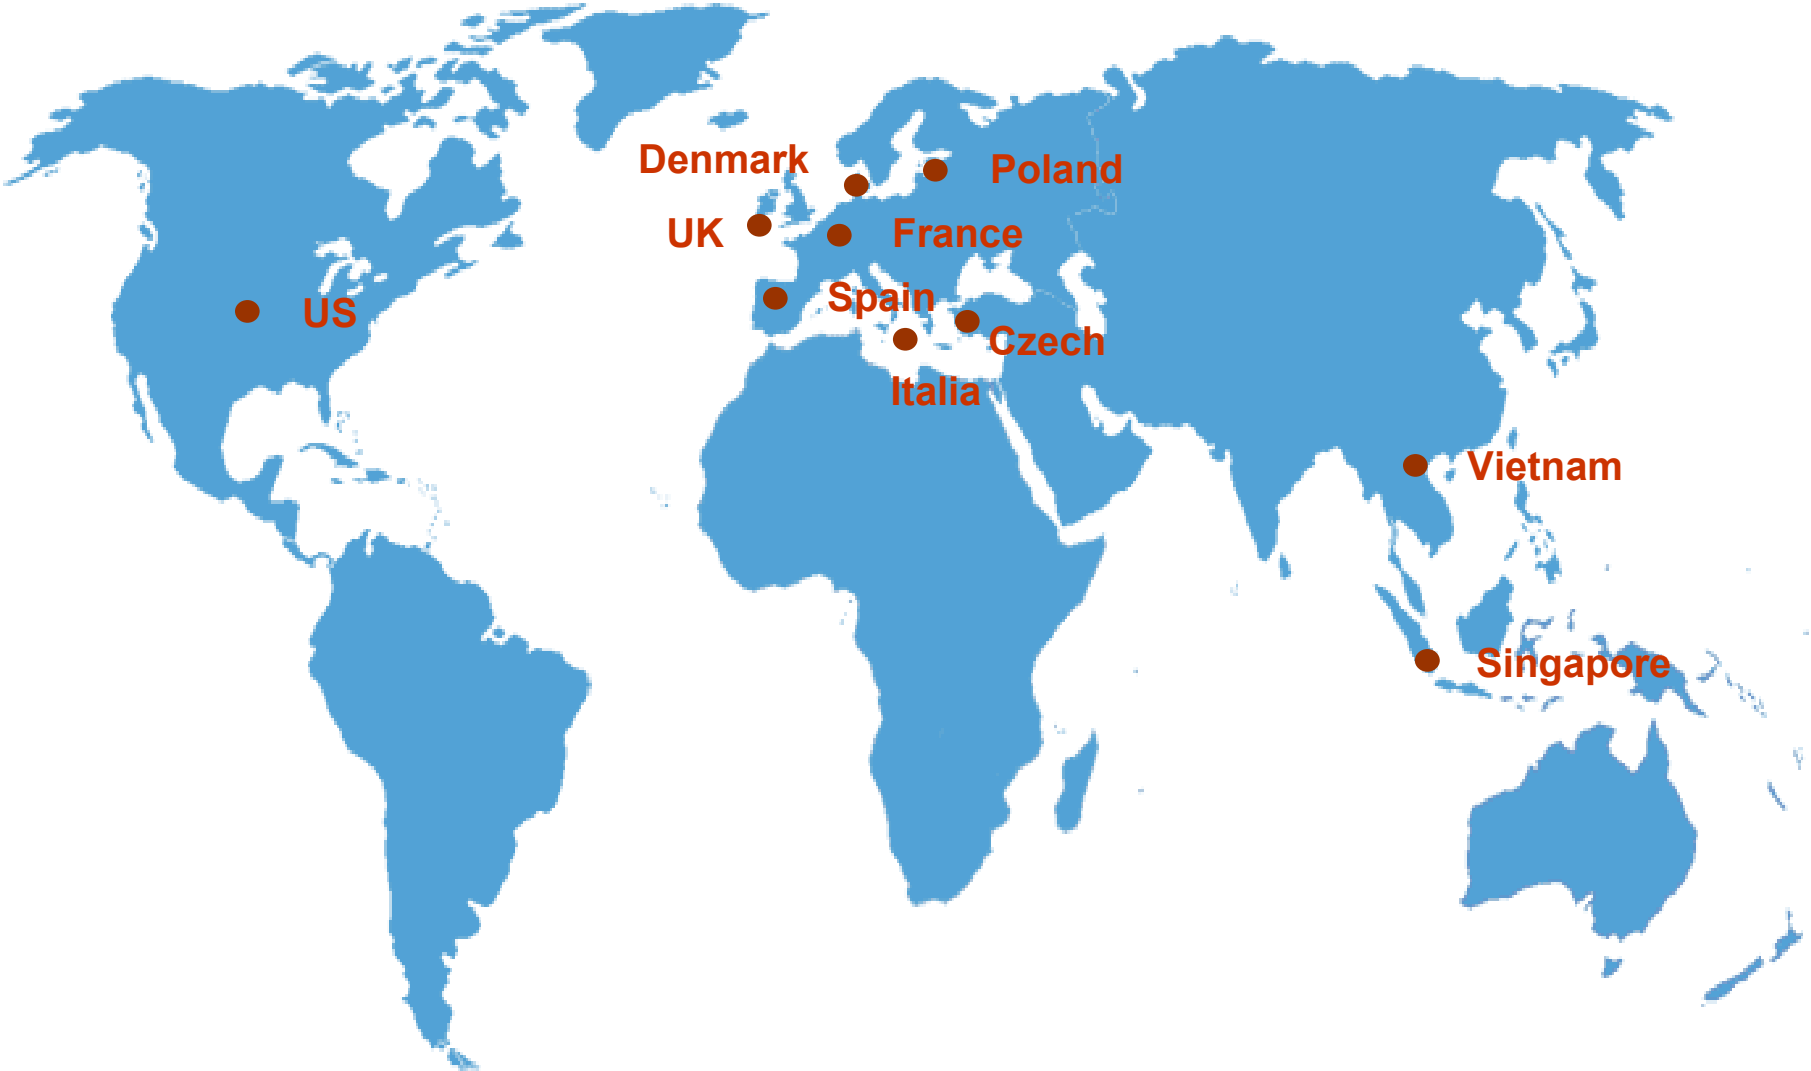 Denmark
Poland
UK
France
US
Spain
Czech
Italia
Vietnam
Singapore